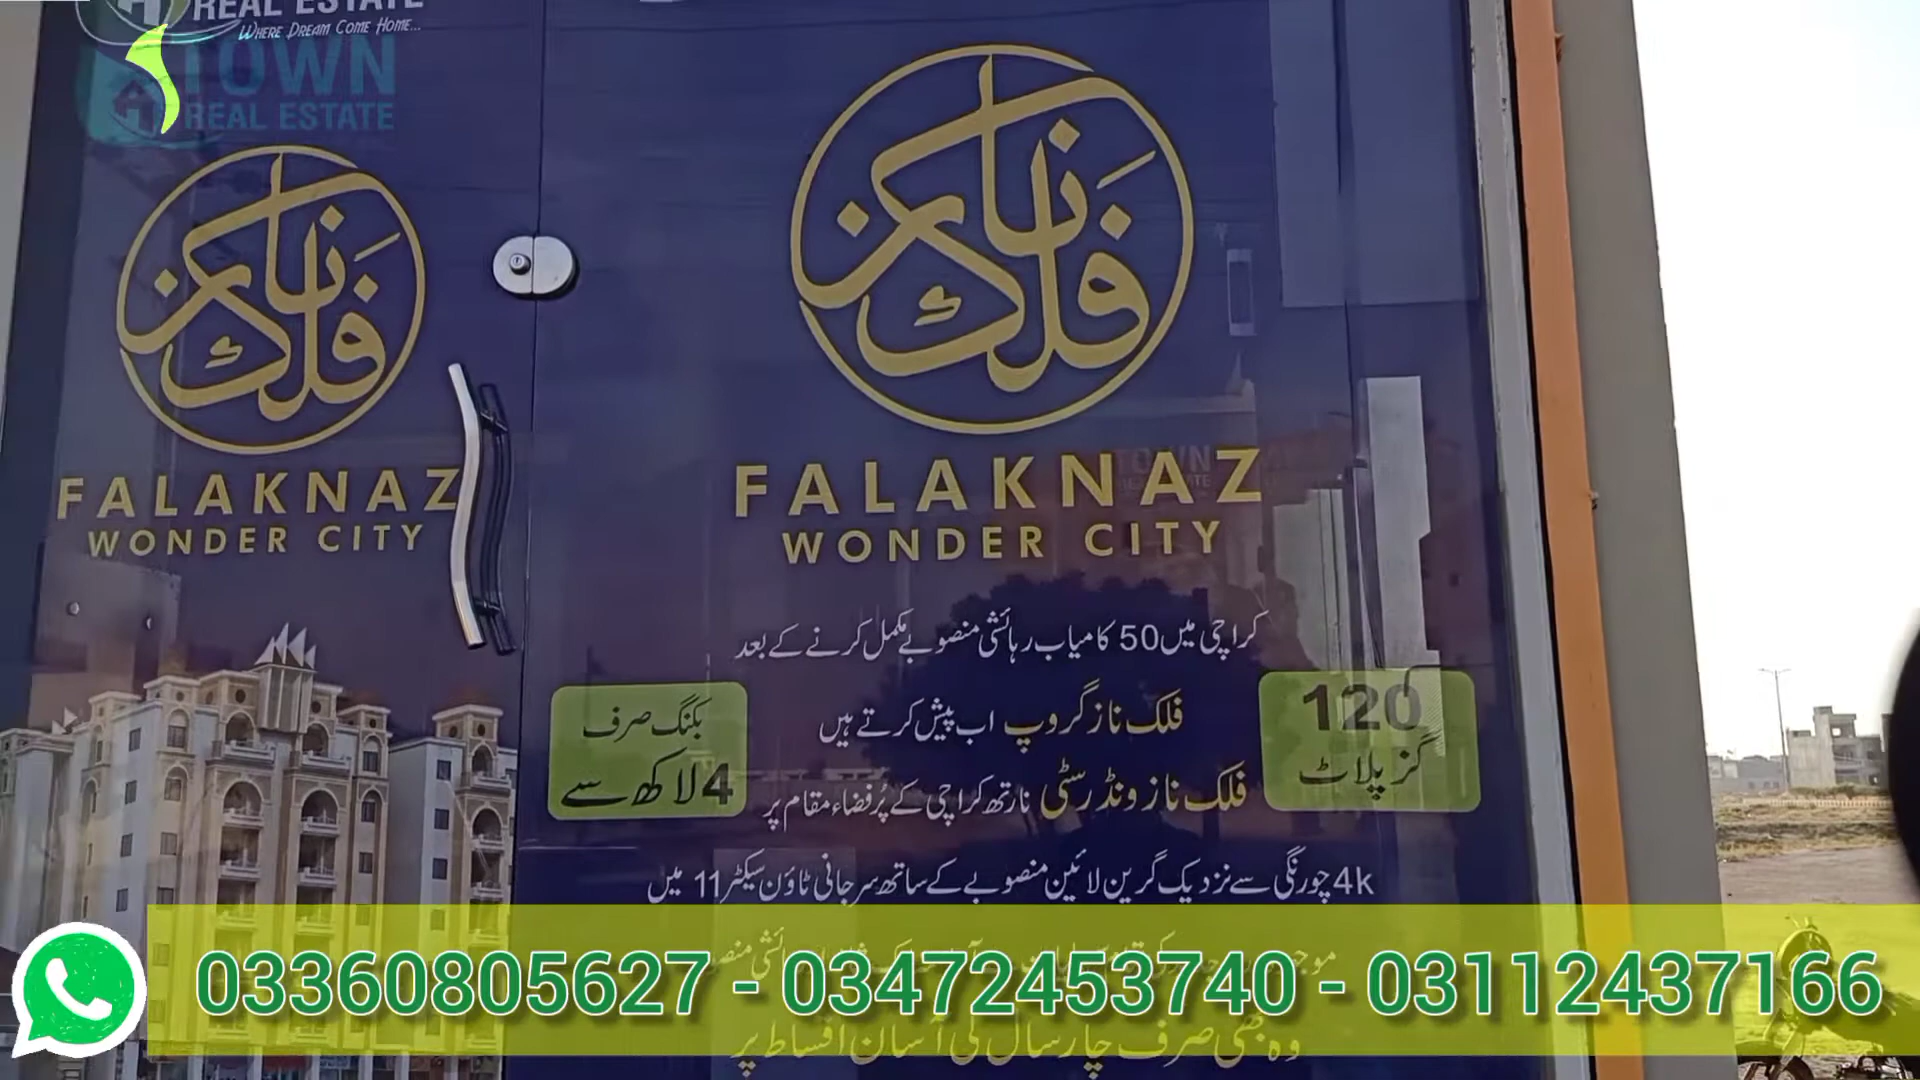 REAL ESTATE
WHERE DREAM COME HOME...
TOWN
REAL ESTATE
فلک ناز
FALAKNAZ
WONDER CITY
فلک ناز
FALAKNAZ
WONDER CITY
کراچی میں 50 کامیاب رہائشی منصوبے مکمل کرنے کے بعد
فلک ناز گروپ اب پیش کرتے ہیں
فلک ناز ونڈر سٹی نارتھ کراچی کے پُرفضاء مقام پر
120
گز پلاٹ
بکنگ صرف
4 لاکھ سے
4k چورنگی سے نزدیک گرین لائین منصوبے کے ساتھ سرجانی ٹاؤن سیکٹر 11 میں
03360805627 - 03472453740 - 03112437166
وہ بھی صرف چار سال کی آسان اقساط پر